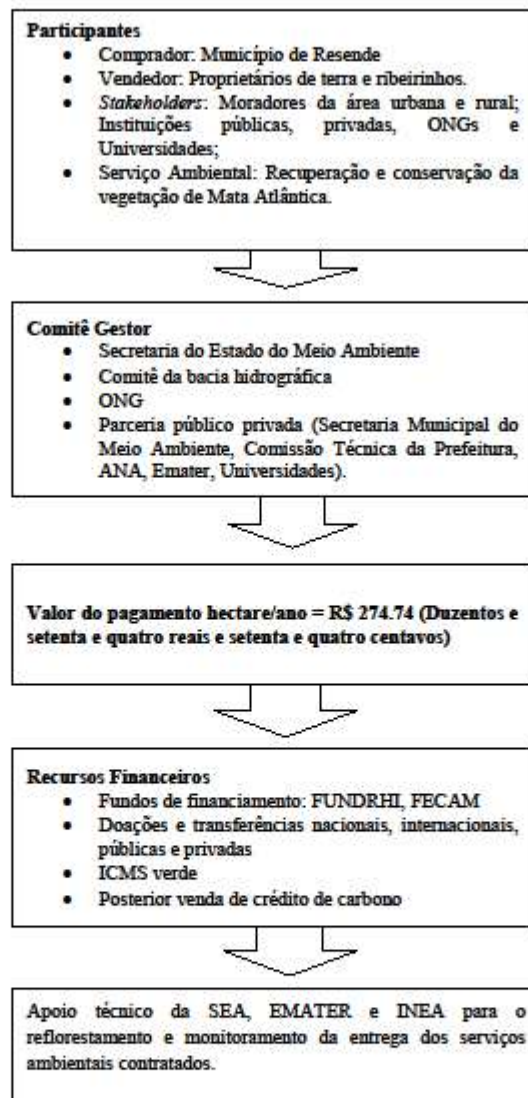 Participantes
• Comprador: Município de Resende
• Vendedor: Proprietários de terra e ribeirinhos.
• Stakeholders: Moradores da área urbana e rural;
Instituições públicas, privadas, ONGs e
Universidades;
• Serviço Ambiental: Recuperação e conservação da
vegetação de Mata Atlântica.
Comitê Gestor
• Secretaria do Estado do Meio Ambiente
• Comitê da bacia hidrográfica
• ONG
• Parceria público privada (Secretaria Municipal do
Meio Ambiente, Comissão Técnica da Prefeitura,
ANA, Emater, Universidades).
Valor do pagamento hectare/ano = R$ 274.74 (Duzentos e
setenta e quatro reais e setenta e quatro centavos)
Recursos Financeiros
• Fundos de financiamento: FUNDRHI, FECAM
• Doações e transferências nacionais, internacionais,
públicas e privadas
• ICMS verde
• Posterior venda de crédito de carbono
Apoio técnico da SEA, EMATER e INEA para o
reflorestamento e monitoramento da entrega dos serviços
ambientais contratados.